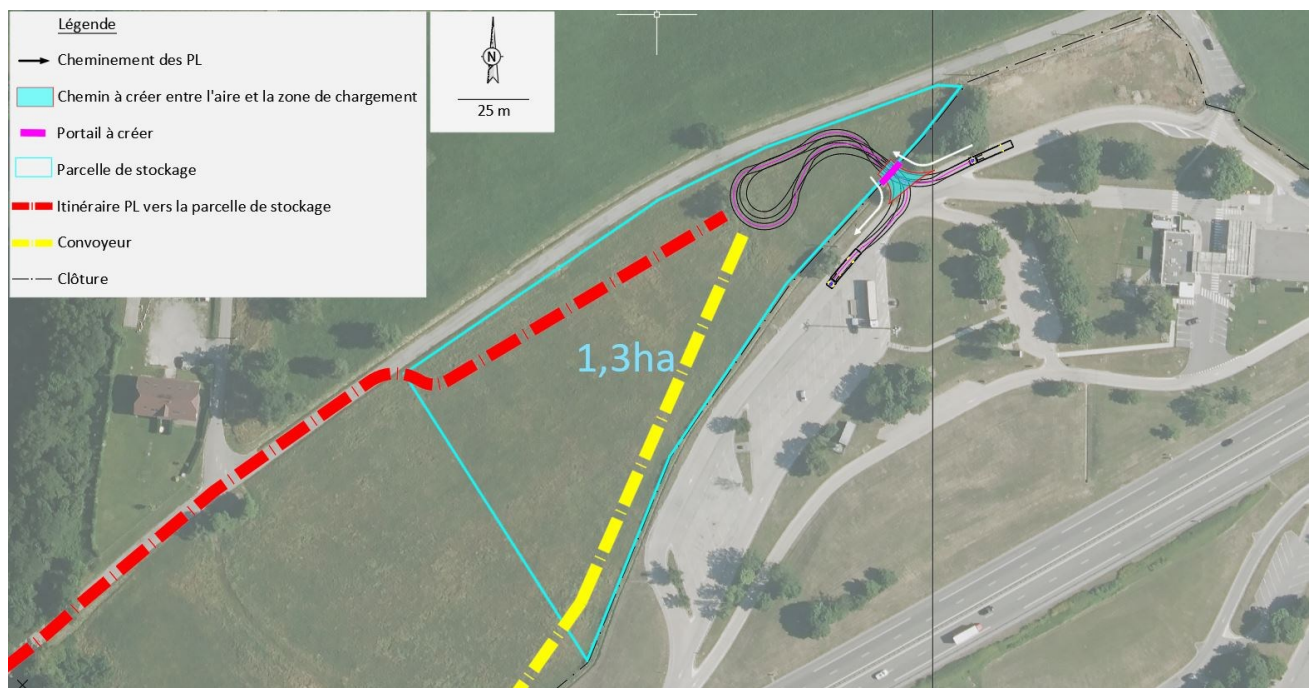 Légende
Cheminement des PL
Chemin à créer entre l'aire et la zone de chargement
Portail à créer
Parcelle de stockage
Itinéraire PL vers la parcelle de stockage
Convoyeur
Clôture
N
25 m
1,3ha